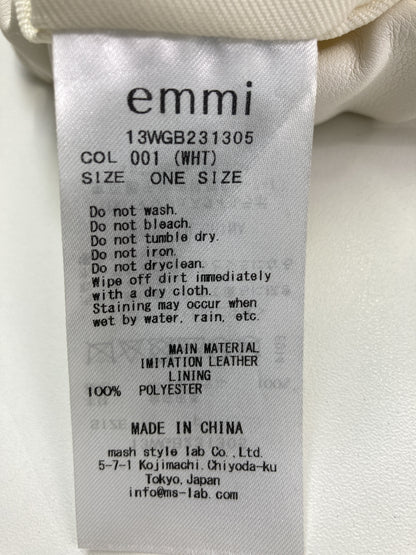 emmi
13WGB231305
COL 001 (WHT)
SIZE ONE SIZE
Do not wash.
Do not bleach.
Do not tumble dry.
Do not iron.
Do not dryclean.
Wipe off dirt immediately
with a dry cloth.
Staining may occur when
wet by water, rain, etc.
MAIN MATERIAL
IMITATION LEATHER
LINING
100% POLYESTER
MADE IN CHINA
mash style lab Co., Ltd.
5-7-1 Kojimachi. Chiyoda-ku
Tokyo, Japan
info@ms-lab.com